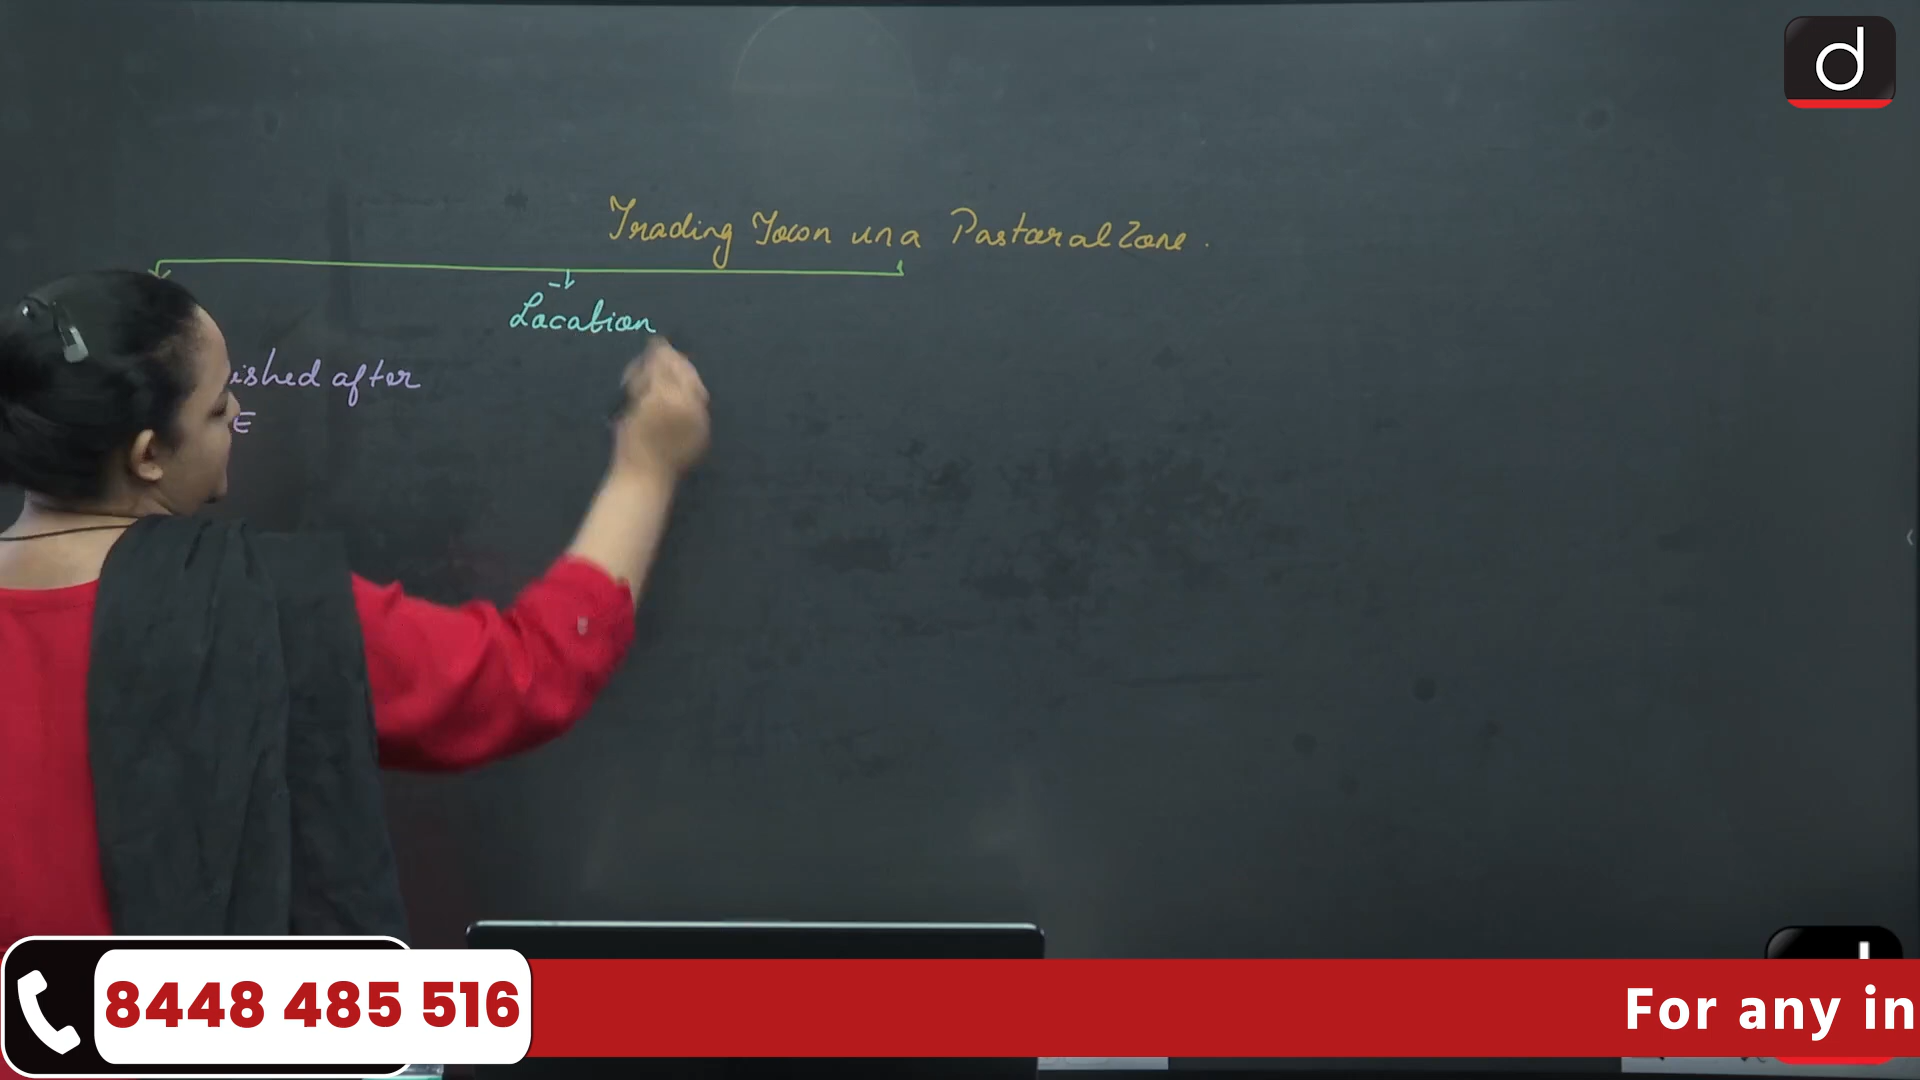 Trading Town in a Pastoral Zone.
Location
ished after
E
8448 485 516
For any in